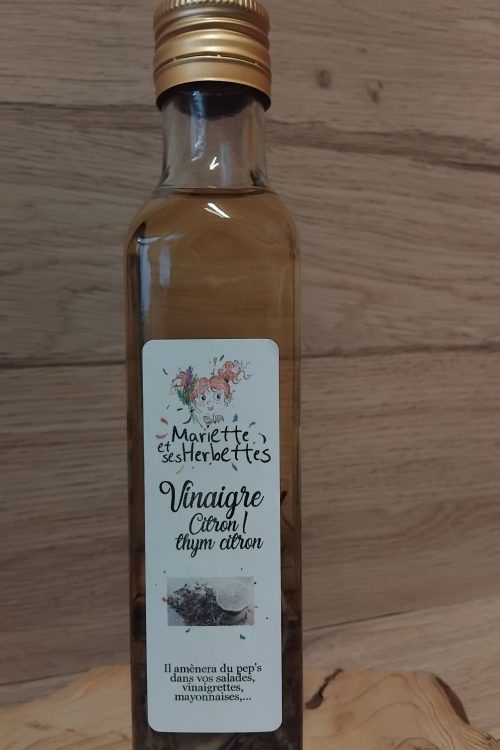 Mariette
et
ses Herbettes
Vinaigre
Citron /
thym citron
Il amènera du pep's
dans vos salades,
vinaigrettes,
mayonnaises,...